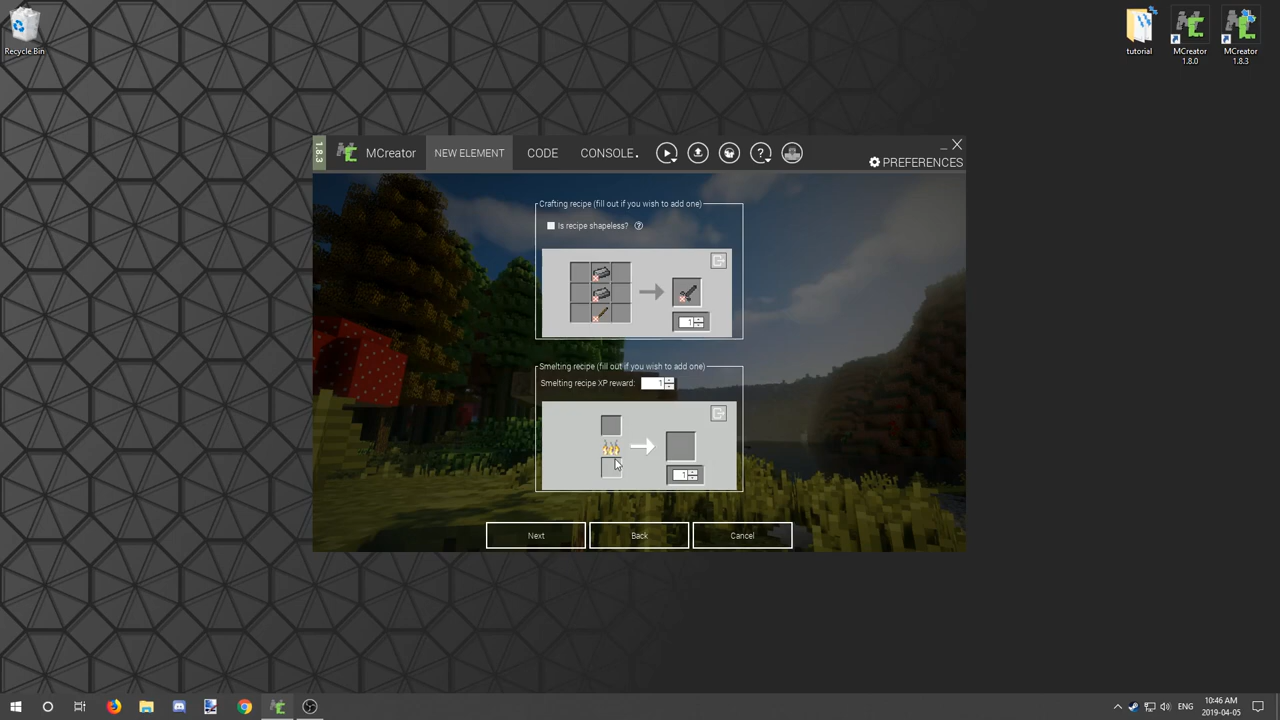 Recycle Bin
tutorial
MCreator
1.8.0
MCreator
1.8.3
1.8.3
MCreator
NEW ELEMENT
CODE
CONSOLE.
?
PREFERENCES
Crafting recipe (fill out if you wish to add one)
Is recipe shapeless? ?
1
Smelting recipe (fill out if you wish to add one)
Smelting recipe XP reward: 1
1
Next
Back
Cancel
ENG
10:46 AM
2019-04-05